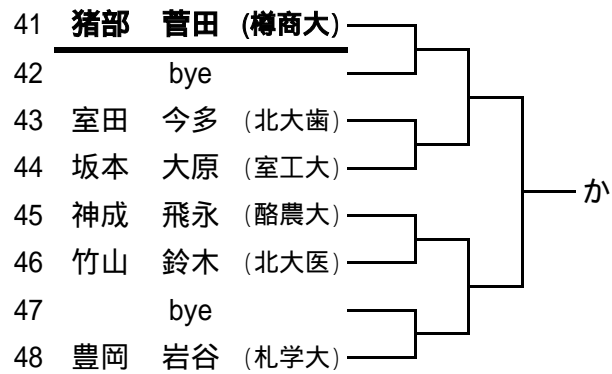 41 猪部 菅田 (樽商大)
42 bye
43 室田 今多 (北大歯)
44 坂本 大原 (室工大)
か
45 神成 飛永 (酪農大)
46 竹山 鈴木 (北大医)
47 bye
48 豊岡 岩谷 (札学大)